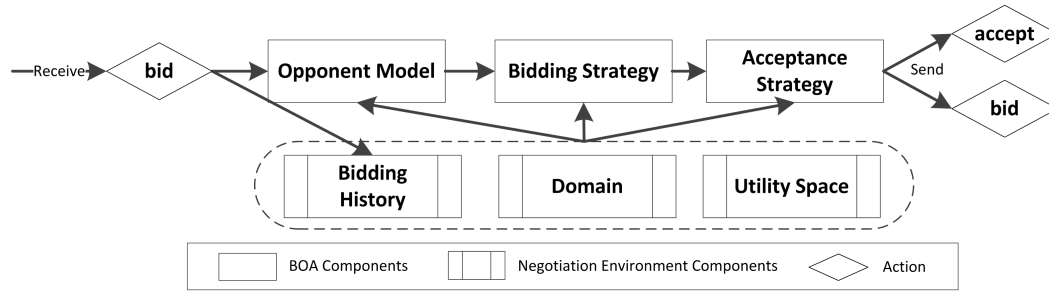 Receive
bid
Opponent Model
Bidding Strategy
Acceptance
Strategy
Send
accept
bid
Bidding
History
Domain
Utility Space
BOA Components
Negotiation Environment Components
Action